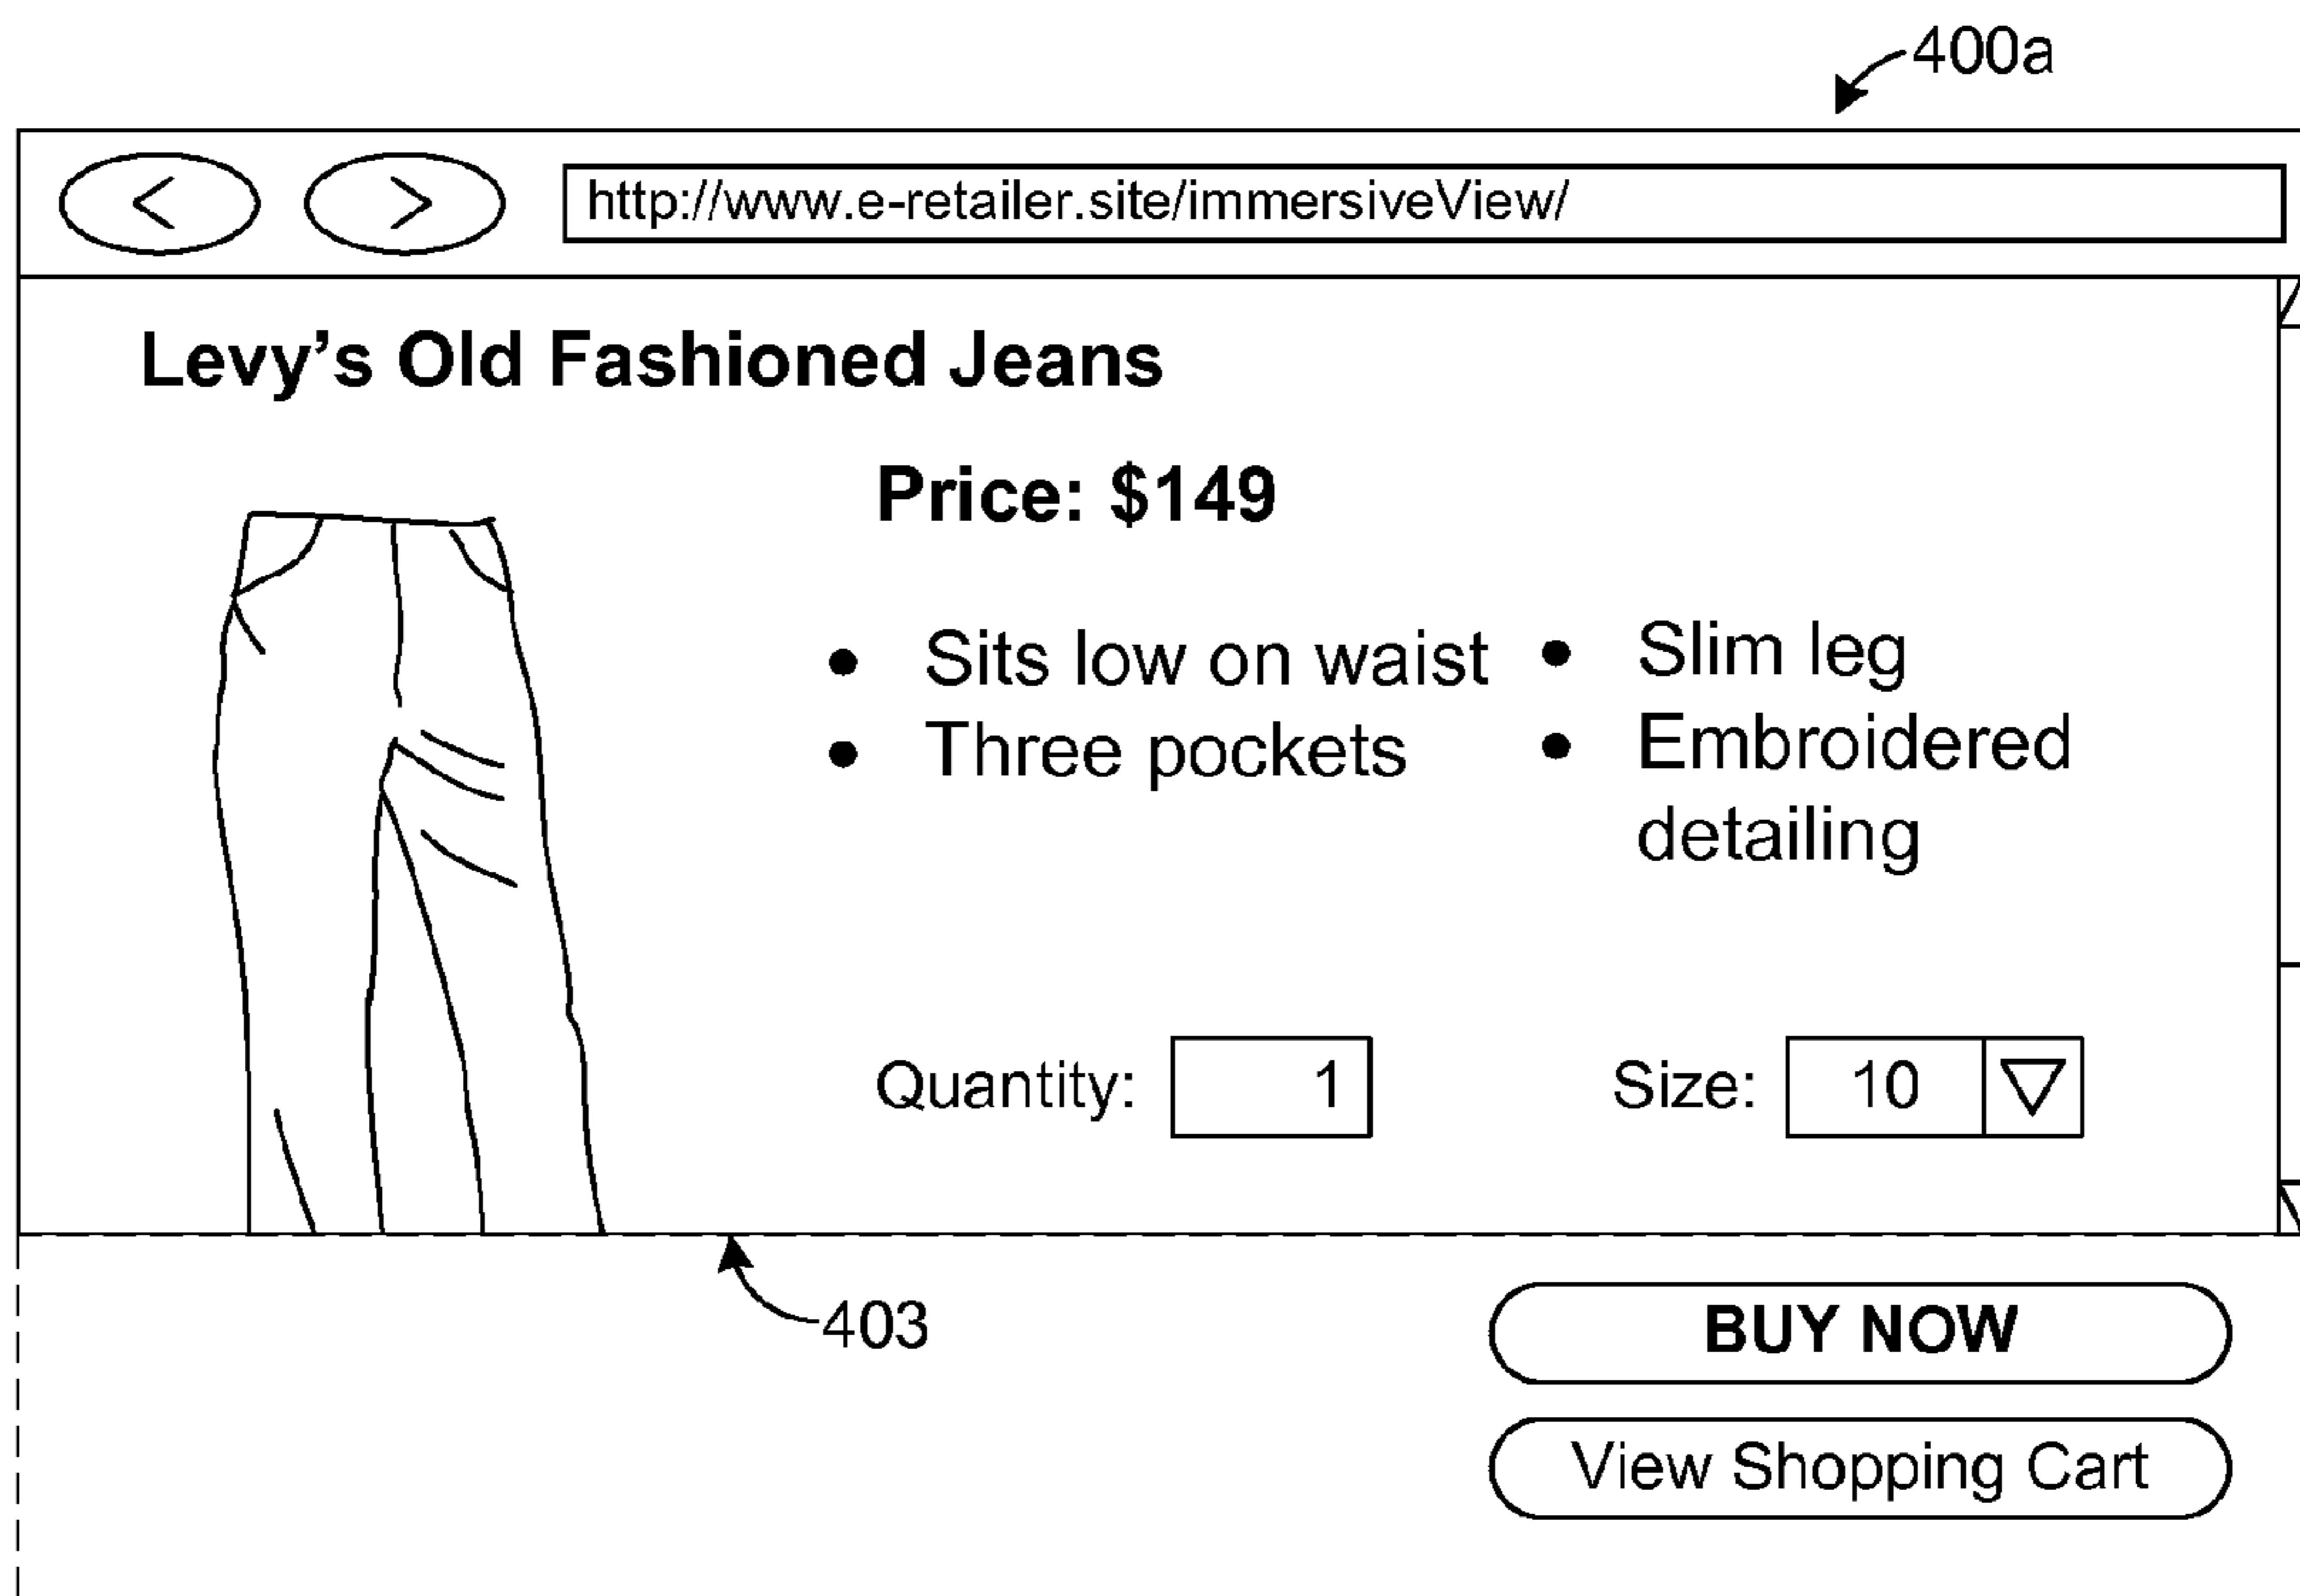 400a
< > http://www.e-retailer.site/immersiveView/
Levy's Old Fashioned Jeans
Price: $149
• Sits low on waist • Slim leg
• Three pockets • Embroidered
detailing
Quantity: 1 Size: 10
403
BUY NOW
View Shopping Cart